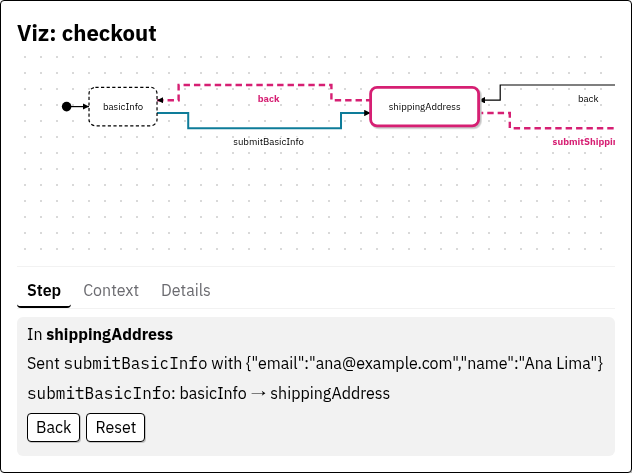 Viz: checkout
basicInfo
back
submitBasicInfo
shippingAddress
back
Step Context Details
In shippingAddress
Sent submitBasicInfo with {"email":"ana@example.com","name":"Ana Lima"}
submitBasicInfo: basicInfo → shippingAddress
Back Reset